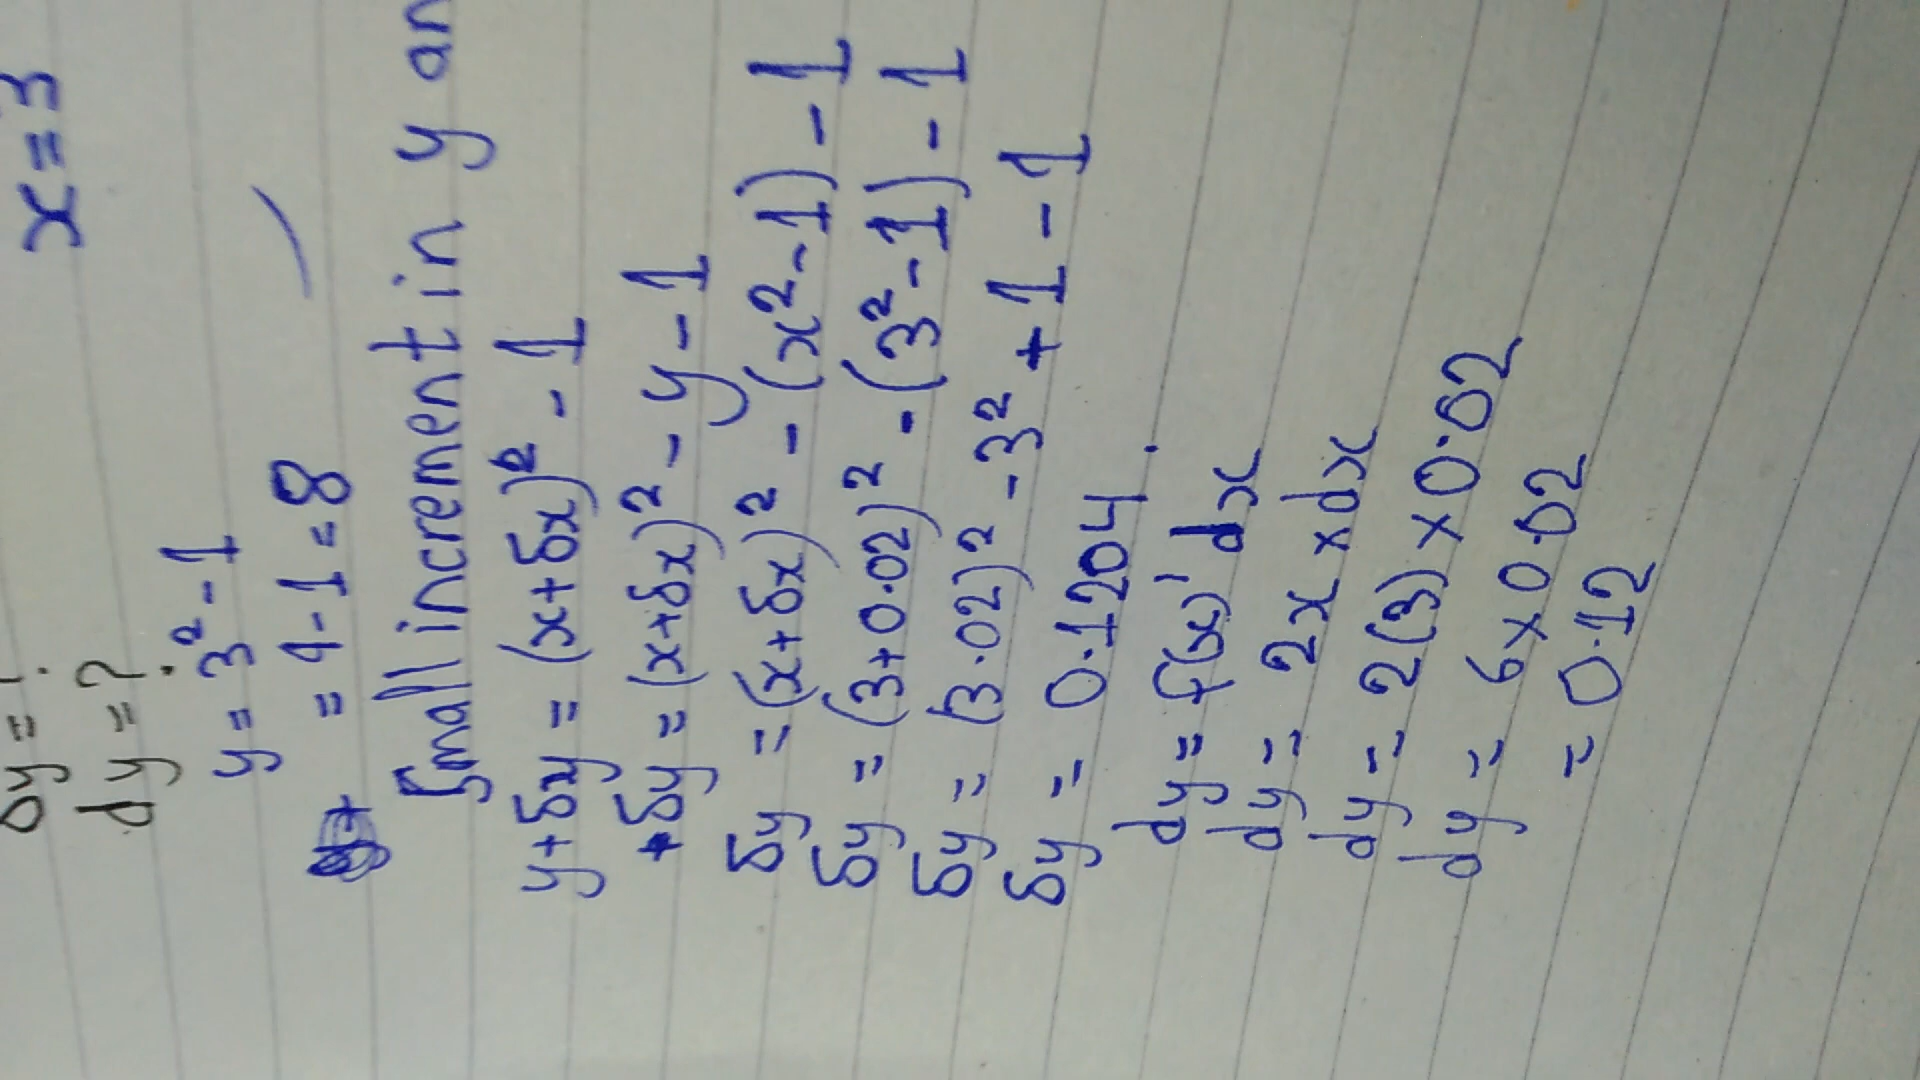 x=3
δy=?
dy=?
y = 3²-1
= 9-1=8
Small increment in y an
y+δy = (x+δx)² - 1
+δy = (x+δx)² - y - 1
δy = (x+δx)² - (x²-1) - 1
δy = (3+0.02)² - (3²-1) - 1
δy = (3.02)² - 3² + 1 - 1
δy = 0.1204.
dy = f(x)' dx
dy = 2x × dx
dy = 2(3) × 0.02
dy = 6 × 0.02
= 0.12